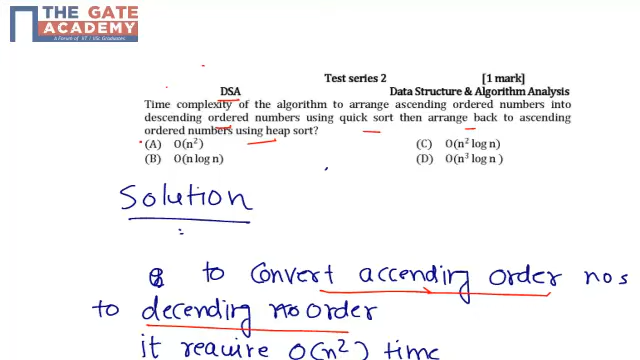 THE GATE
ACADEMY
A Forum of IIT / IISc Graduates
Test series 2 [1 mark]
DSA Data Structure & Algorithm Analysis
Time complexity of the algorithm to arrange ascending ordered numbers into
descending ordered numbers using quick sort then arrange back to ascending
ordered numbers using heap sort?
(A) O(n²) (C) O(n² log n)
(B) O(n log n) (D) O(n³ log n )
Solution
to convert accending order nos
to decending order
it require O(n²) time